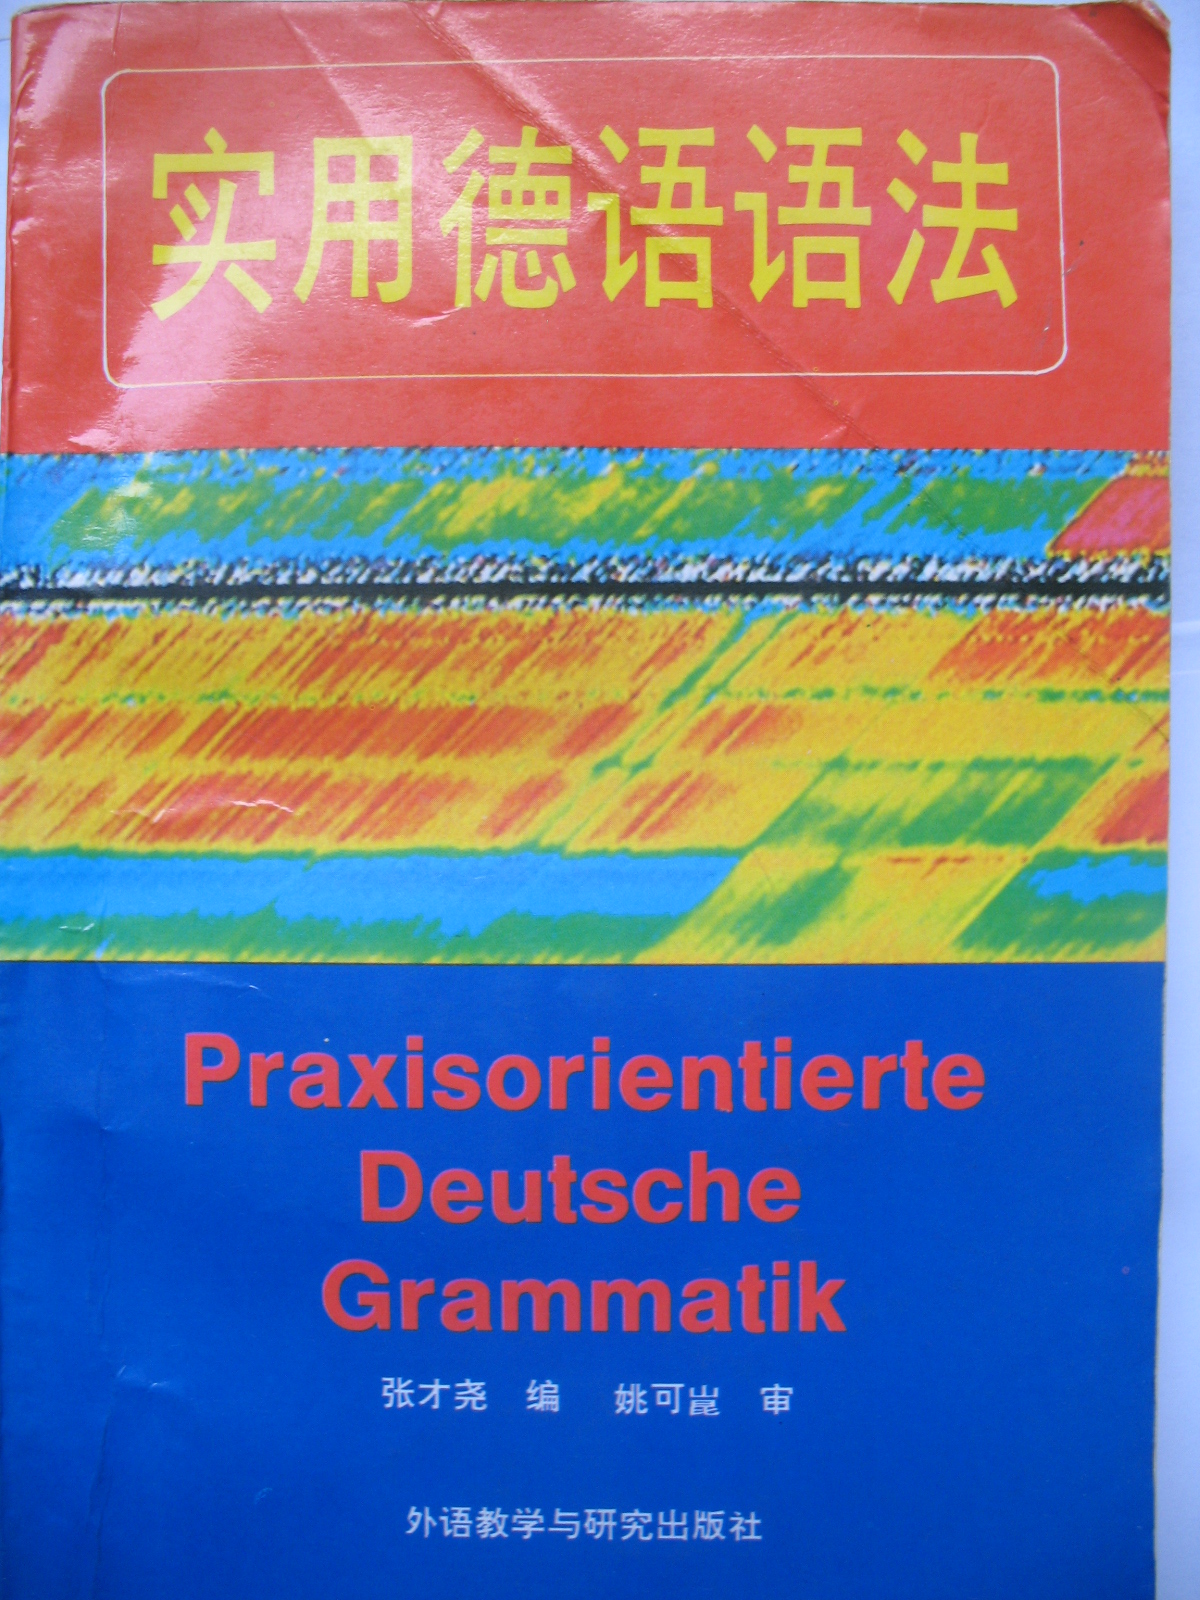 实用德语语法
Praxisorientierte
Deutsche
Grammatik
张才尧 编 姚可崑 审
外语教学与研究出版社